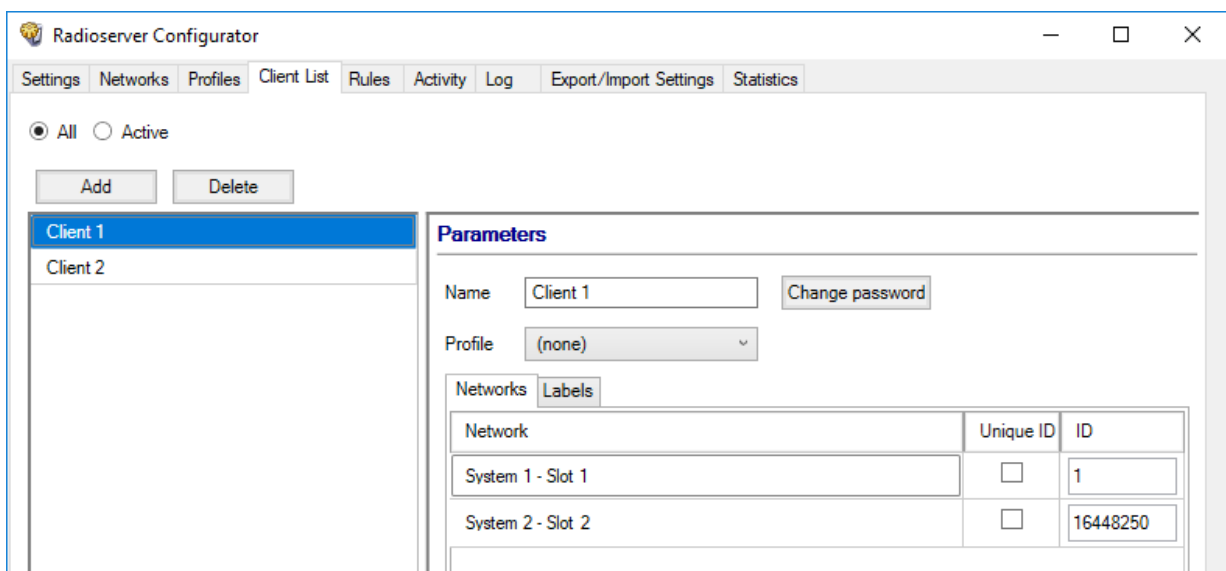 Radioserver Configurator
Settings Networks Profiles Client List Rules Activity Log Export/Import Settings Statistics
All Active
Add Delete
Client 1
Client 2
Parameters
Name Client 1 Change password
Profile (none)
Networks Labels
Network Unique ID ID
System 1 - Slot 1 1
System 2 - Slot 2 16448250